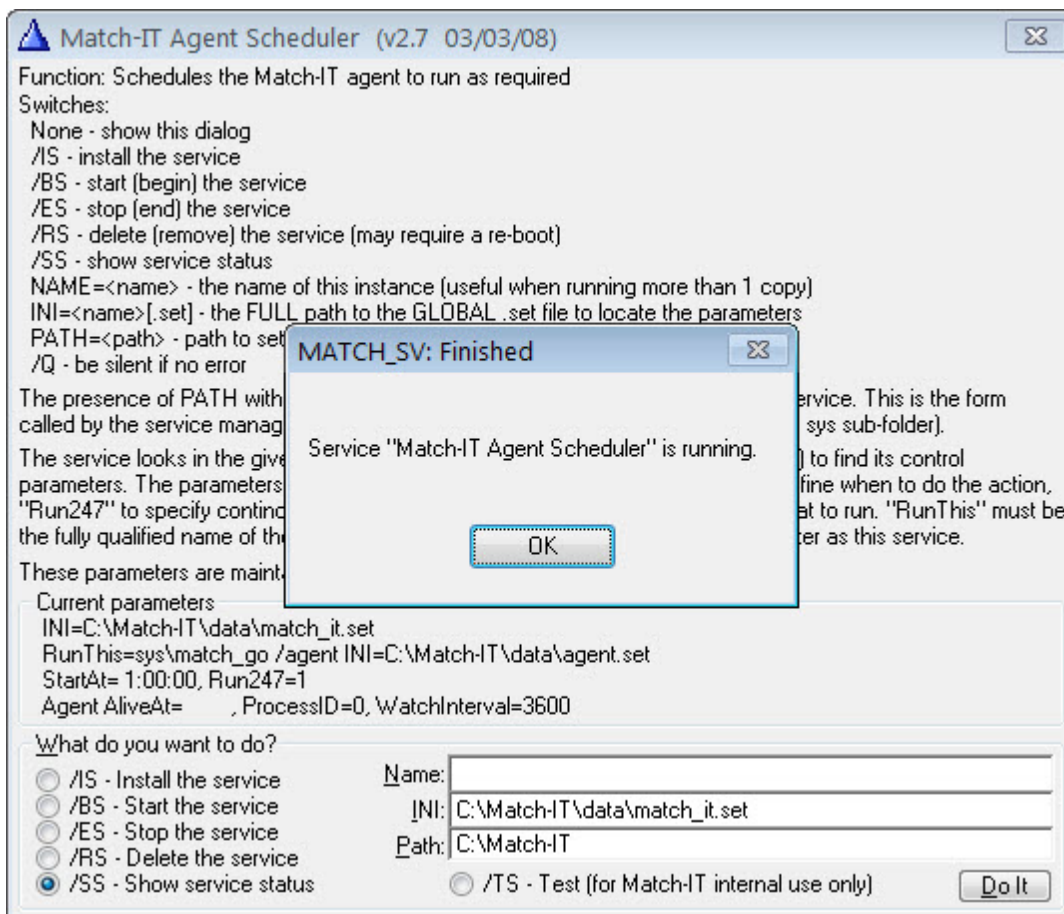 Match-IT Agent Scheduler (v2.7 03/03/08)
Function: Schedules the Match-IT agent to run as required
Switches:
None - show this dialog
/IS - install the service
/BS - start (begin) the service
/ES - stop (end) the service
/RS - delete (remove) the service (may require a re-boot)
/SS - show service status
NAME=<name> - the name of this instance (useful when running more than 1 copy)
INI=<name>[.set] - the FULL path to the GLOBAL .set file to locate the parameters
PATH=<path> - path to set
/Q - be silent if no error
The presence of PATH with ervice. This is the form
called by the service manag sys sub-folder).
The service looks in the give ) to find its control
parameters. The parameters fine when to do the action,
"Run247" to specify contin at to run. "RunThis" must be
the fully qualified name of the ter as this service.
These parameters are maint
MATCH_SV: Finished
Service "Match-IT Agent Scheduler" is running.
OK
Current parameters
INI=C:\Match-IT\data\match_it.set
RunThis=sys\match_go /agent INI=C:\Match-IT\data\agent.set
StartAt= 1:00:00, Run247=1
Agent AliveAt= , ProcessID=0, WatchInterval=3600
What do you want to do?
/IS - Install the service
/BS - Start the service
/ES - Stop the service
/RS - Delete the service
/SS - Show service status
Name:
INI: C:\Match-IT\data\match_it.set
Path: C:\Match-IT
/TS - Test (for Match-IT internal use only)
Do It